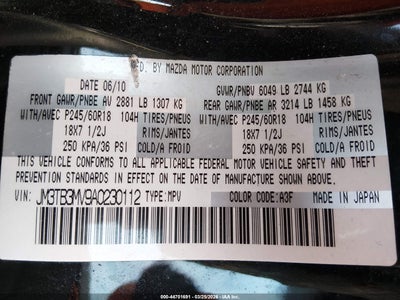 MFD. BY MAZDA MOTOR CORPORATION
DATE 06/10 GVWR/PNBV 6049 LB 2744 KG
FRONT GAWR/PNBE AV 2881 LB 1307 KG REAR GAWR/PNBE AR 3214 LB 1458 KG
WITH/AVEC P245/60R18 104H TIRES/PNEUS WITH/AVEC P245/60R18 104H TIRES/PNEUS
18X7 1/2J RIMS/JANTES 18X7 1/2J RIMS/JANTES
250 KPA/36 PSI COLD/A FROID 250 KPA/36 PSI COLD/A FROID
THIS VEHICLE CONFORMS TO ALL APPLICABLE FEDERAL MOTOR VEHICLE SAFETY AND THEFT
PREVENTION STANDARDS IN EFFECT ON THE DATE OF MANUFACTURE SHOWN ABOVE.
VIN: JM3TB3MV9A0230112 TYPE: MPV COLOR CODE: A3F MADE IN JAPAN